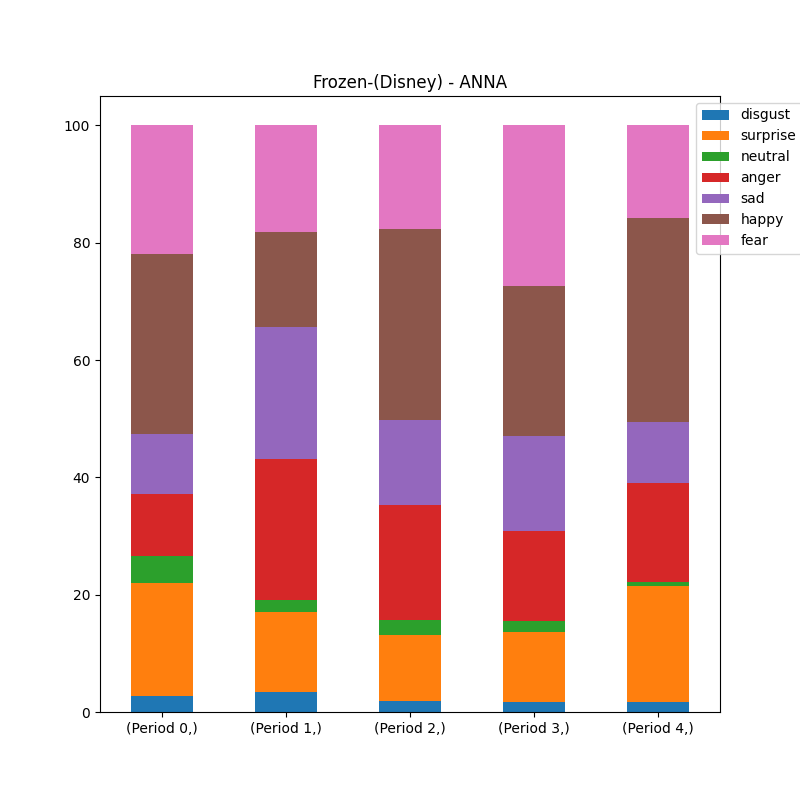 Frozen-(Disney) - ANNA
100
80
60
40
20
0
(Period 0,) (Period 1,) (Period 2,) (Period 3,) (Period 4,)
disgust
surprise
neutral
anger
sad
happy
fear